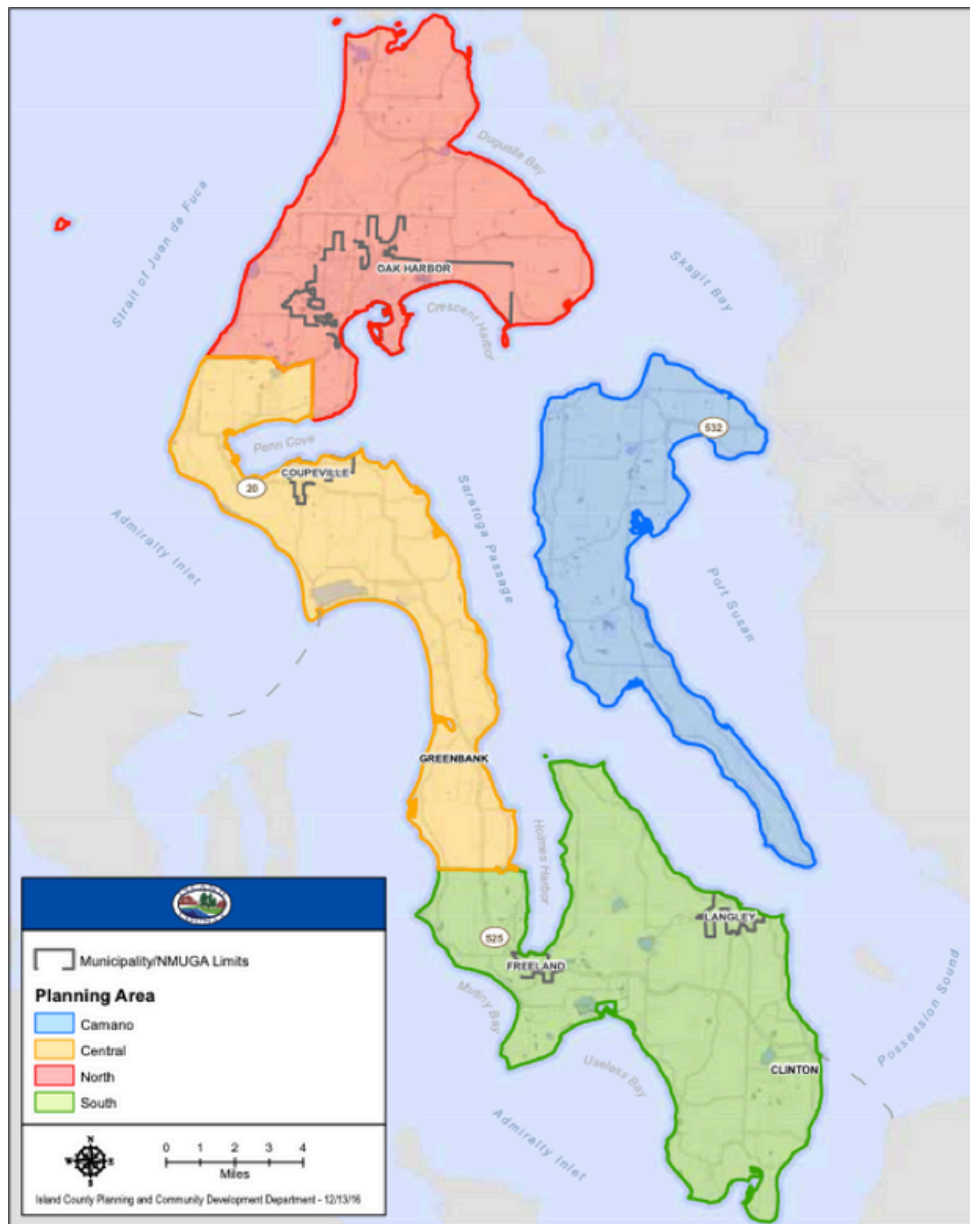 Dugualla Bay
Strait of Juan de Fuca
Skagit Bay
OAK HARBOR
Crescent Harbor
532
Penn Cove
COUPEVILLE
20
Saratoga Passage
Admiralty Inlet
Port Susan
GREENBANK
Holmes Harbor
LANGLEY
525
FREELAND
Mutiny Bay
Possession Sound
Useless Bay
CLINTON
Admiralty Inlet
Municipality/NMUGA Limits
Planning Area
Camano
Central
North
South
N
W E
S
0 1 2 3 4
Miles
Island County Planning and Community Development Department - 12/13/16